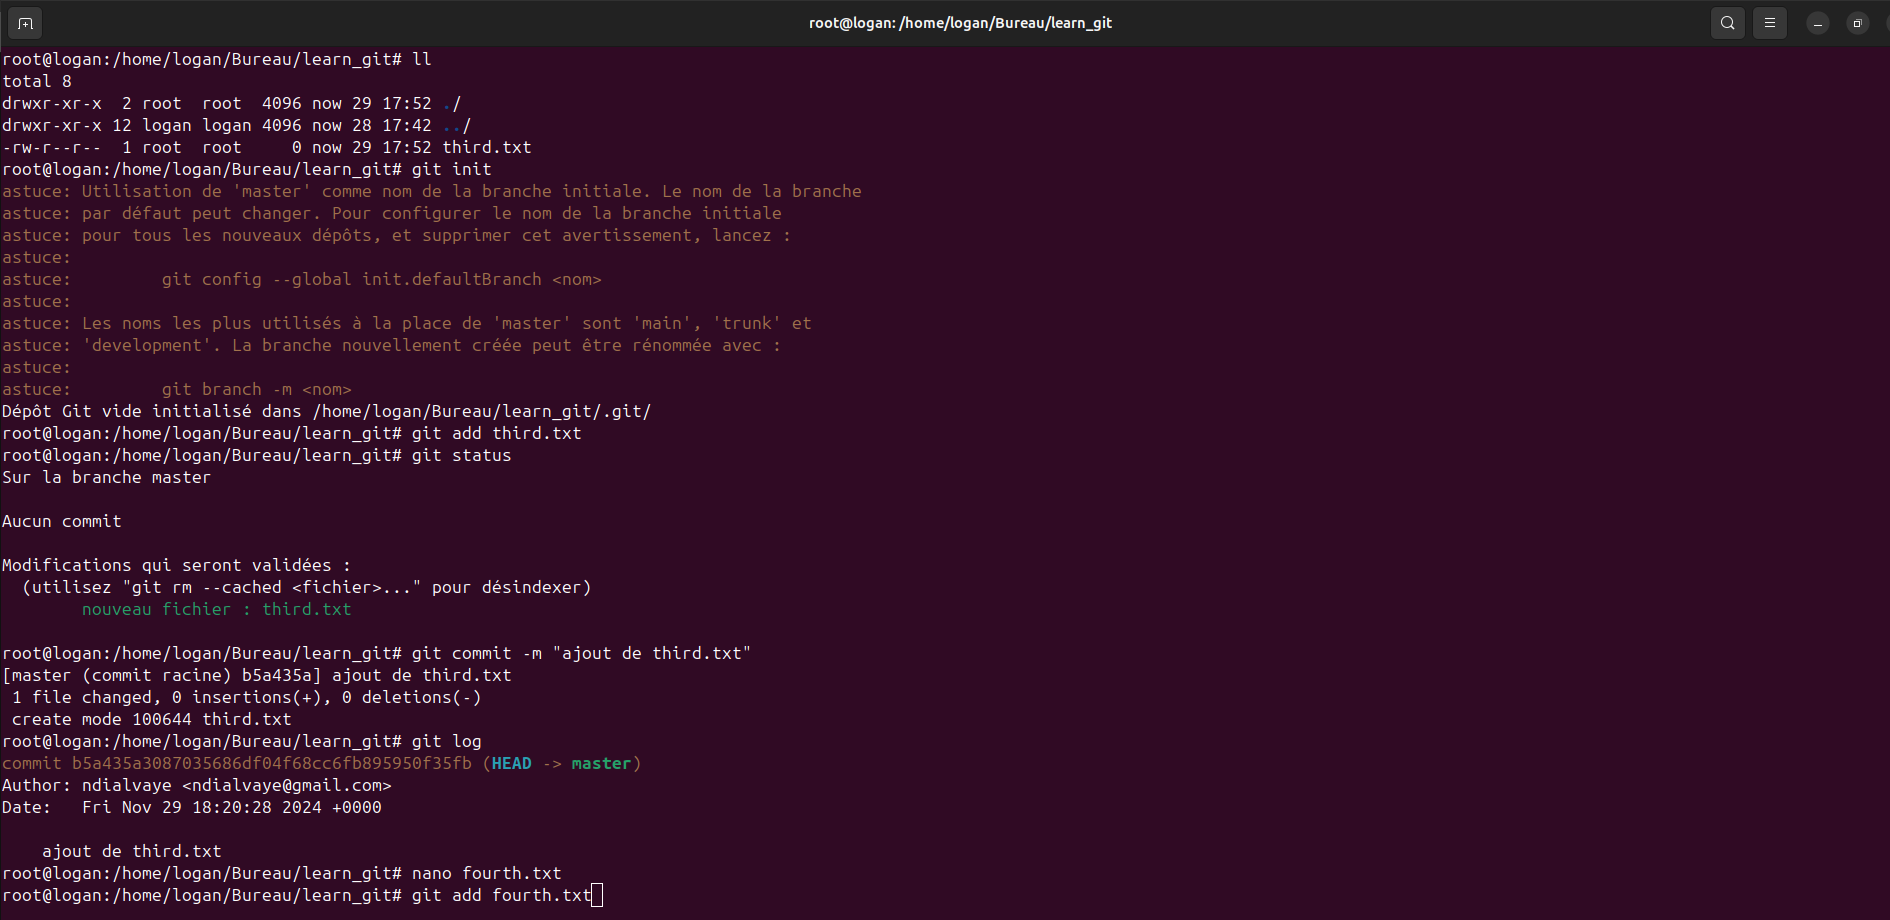 root@logan: /home/logan/Bureau/learn_git
root@logan:/home/logan/Bureau/learn_git# ll
total 8
drwxr-xr-x  2 root  root  4096 now 29 17:52 ./
drwxr-xr-x 12 logan logan 4096 now 28 17:42 ../
-rw-r--r--  1 root  root     0 now 29 17:52 third.txt
root@logan:/home/logan/Bureau/learn_git# git init
astuce: Utilisation de 'master' comme nom de la branche initiale. Le nom de la branche
astuce: par défaut peut changer. Pour configurer le nom de la branche initiale
astuce: pour tous les nouveaux dépôts, et supprimer cet avertissement, lancez :
astuce:
astuce:         git config --global init.defaultBranch <nom>
astuce:
astuce: Les noms les plus utilisés à la place de 'master' sont 'main', 'trunk' et
astuce: 'development'. La branche nouvellement créée peut être rénommée avec :
astuce:
astuce:         git branch -m <nom>
Dépôt Git vide initialisé dans /home/logan/Bureau/learn_git/.git/
root@logan:/home/logan/Bureau/learn_git# git add third.txt
root@logan:/home/logan/Bureau/learn_git# git status
Sur la branche master

Aucun commit

Modifications qui seront validées :
  (utilisez "git rm --cached <fichier>..." pour désindexer)
        nouveau fichier : third.txt

root@logan:/home/logan/Bureau/learn_git# git commit -m "ajout de third.txt"
[master (commit racine) b5a435a] ajout de third.txt
 1 file changed, 0 insertions(+), 0 deletions(-)
 create mode 100644 third.txt
root@logan:/home/logan/Bureau/learn_git# git log
commit b5a435a3087035686df04f68cc6fb895950f35fb (HEAD -> master)
Author: ndialvaye <ndialvaye@gmail.com>
Date:   Fri Nov 29 18:20:28 2024 +0000

    ajout de third.txt
root@logan:/home/logan/Bureau/learn_git# nano fourth.txt
root@logan:/home/logan/Bureau/learn_git# git add fourth.txt